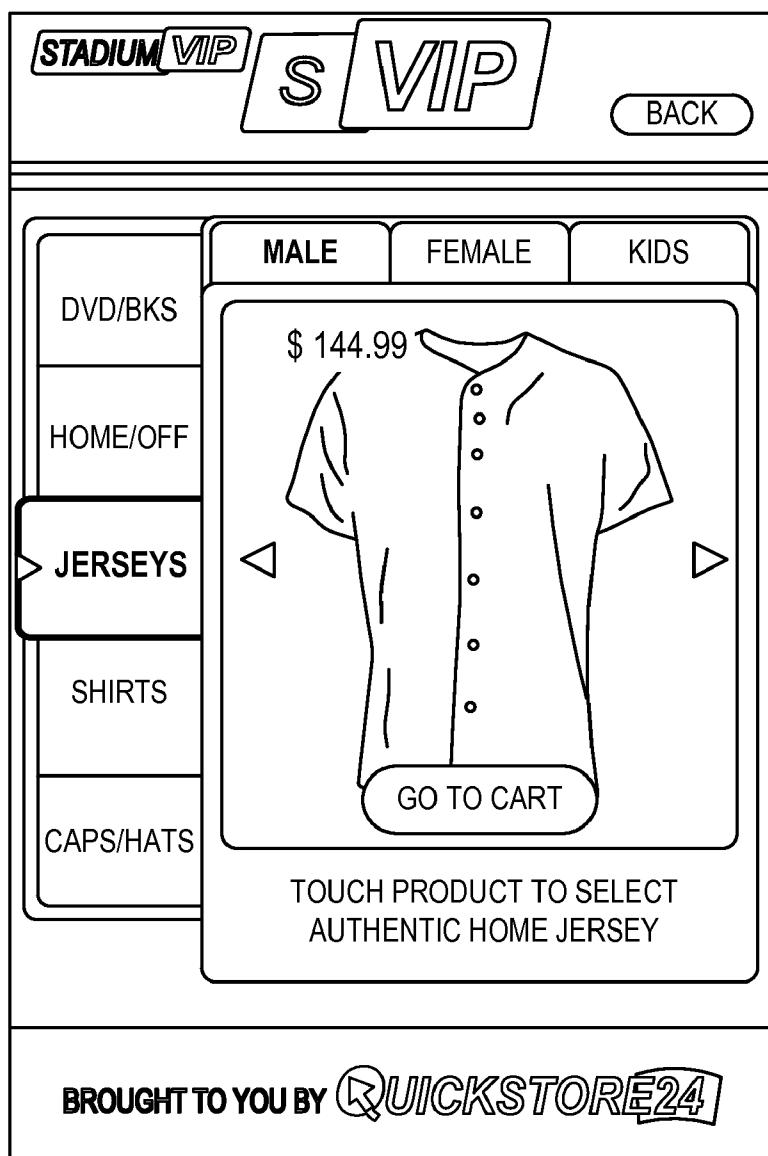 STADIUM VIP
S VIP
BACK
MALE FEMALE KIDS
DVD/BKS
$ 144.99
HOME/OFF
JERSEYS
SHIRTS
GO TO CART
CAPS/HATS
TOUCH PRODUCT TO SELECT
AUTHENTIC HOME JERSEY
BROUGHT TO YOU BY QUICKSTORE24